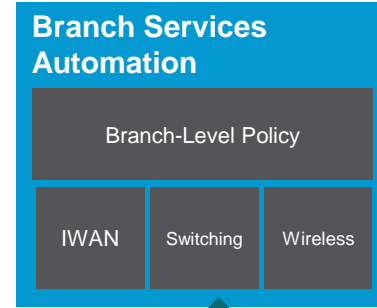 Branch Services
Automation
Branch-Level Policy
IWAN
Switching
Wireless